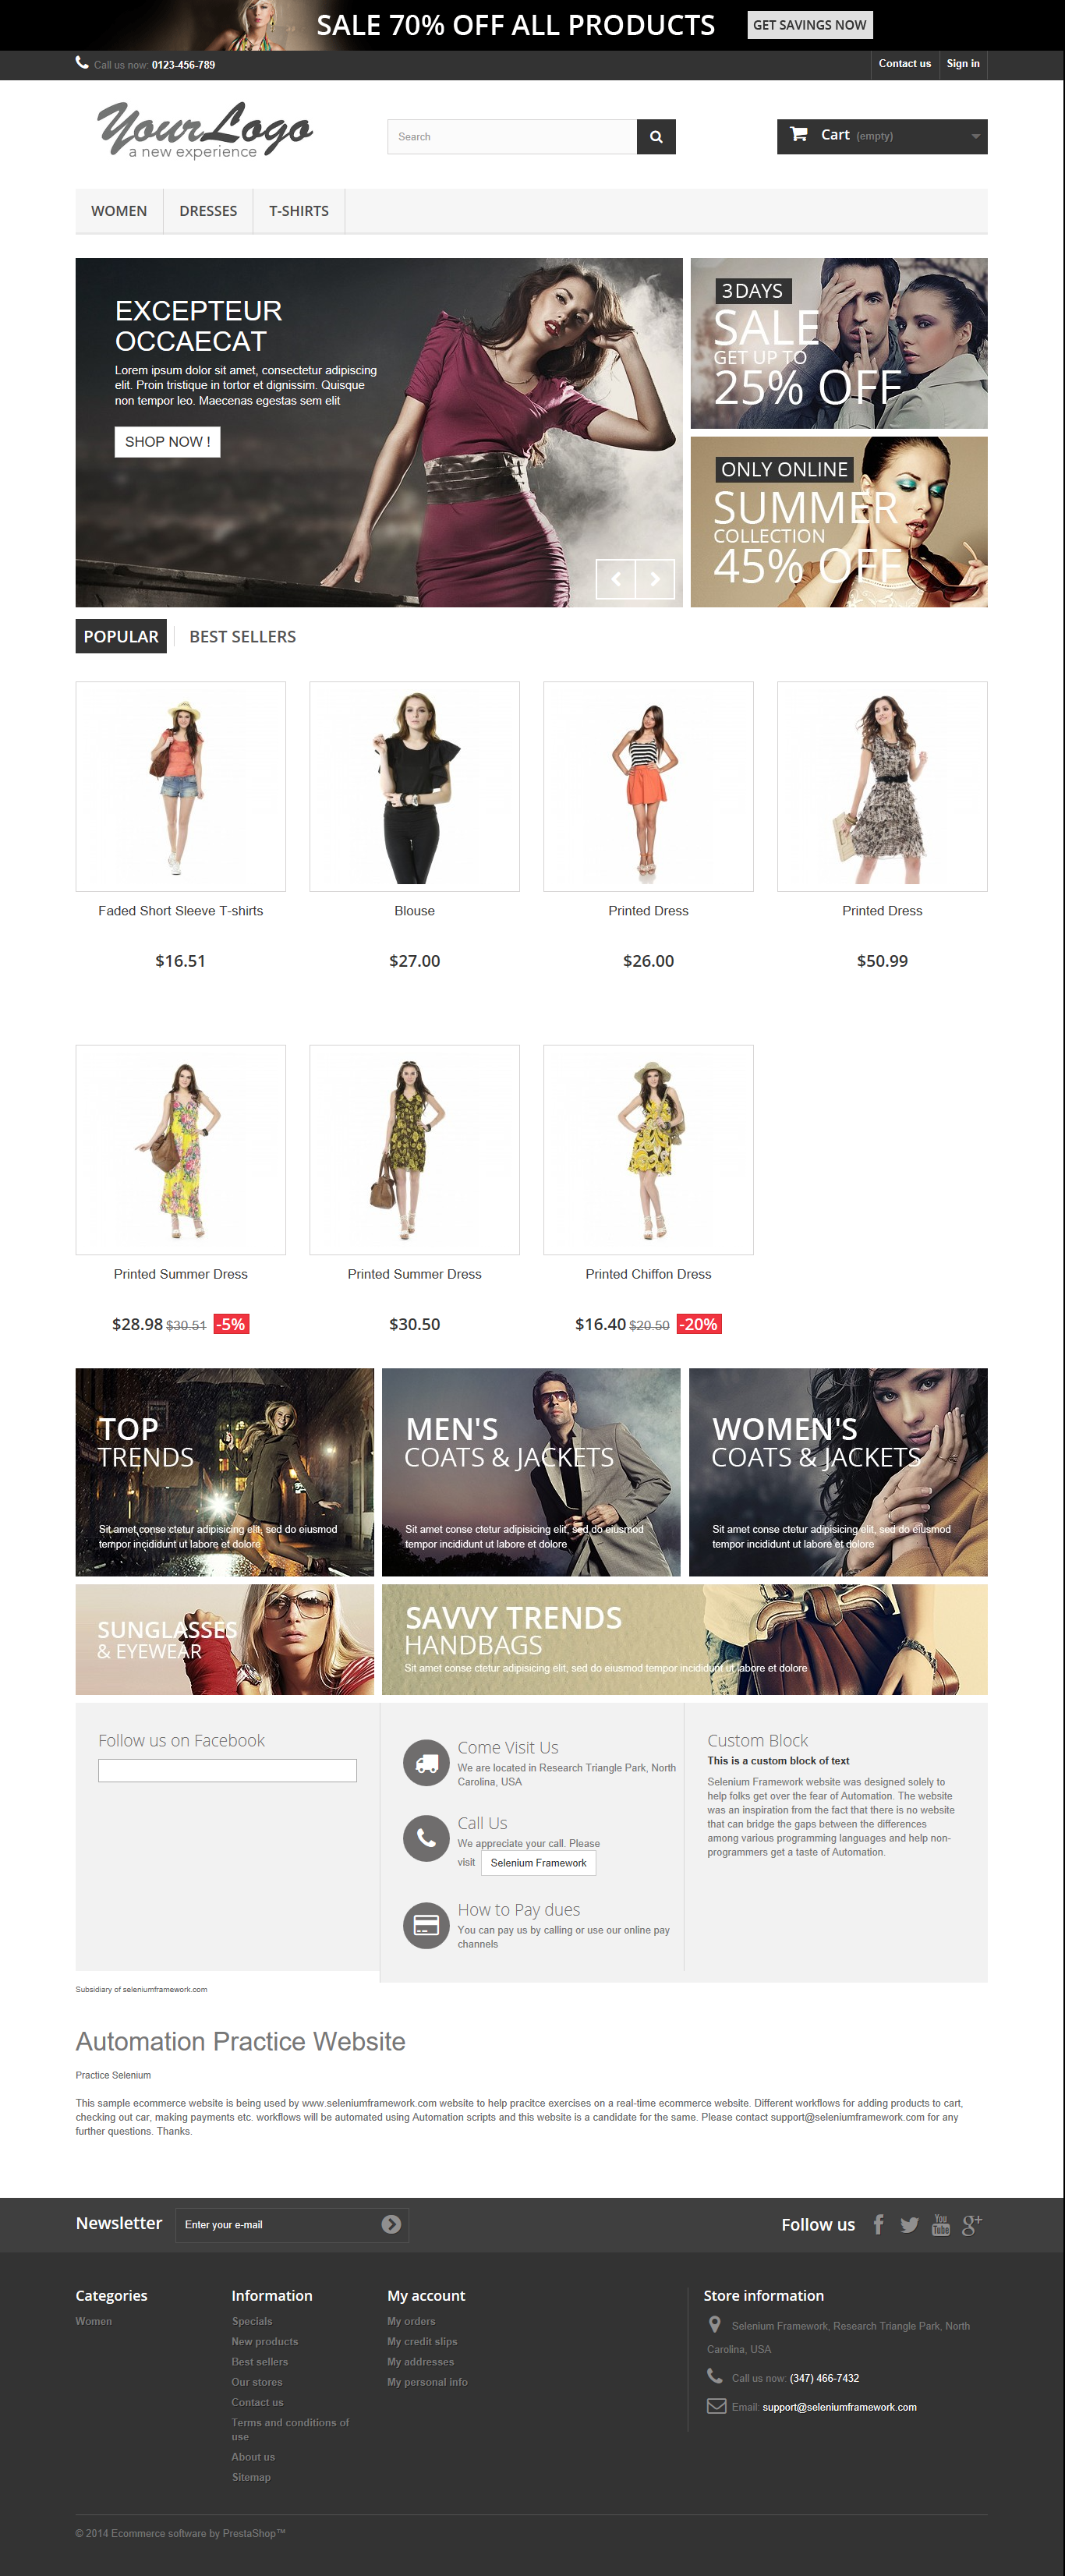 SALE 70% OFF ALL PRODUCTS
GET SAVINGS NOW
Call us now: 0123-456-789
Contact us
Sign in
YourLogo
a new experience
Search
Cart (empty)
WOMEN
DRESSES
T-SHIRTS
EXCEPTEUR
OCCAECAT
Lorem ipsum dolor sit amet, consectetur adipiscing
elit. Proin tristique in tortor et dignissim. Quisque
non tempor leo. Maecenas egestas sem elit
SHOP NOW !
3 DAYS
SALE
GET UP TO
25% OFF
ONLY ONLINE
SUMMER
COLLECTION
45% OFF
POPULAR
BEST SELLERS
Faded Short Sleeve T-shirts
$16.51
Blouse
$27.00
Printed Dress
$26.00
Printed Dress
$50.99
Printed Summer Dress
$28.98 $30.51 -5%
Printed Summer Dress
$30.50
Printed Chiffon Dress
$16.40 $20.50 -20%
TOP
TRENDS
Sit amet conse ctetur adipisicing elit, sed do eiusmod
tempor incididunt ut labore et dolore
MEN'S
COATS & JACKETS
Sit amet conse ctetur adipisicing elit, sed do eiusmod
tempor incididunt ut labore et dolore
WOMEN'S
COATS & JACKETS
Sit amet conse ctetur adipisicing elit, sed do eiusmod
tempor incididunt ut labore et dolore
SUNGLASSES
& EYEWEAR
SAVVY TRENDS
HANDBAGS
Sit amet conse ctetur adipisicing elit, sed do eiusmod tempor incididunt ut labore et dolore
Follow us on Facebook
Come Visit Us
We are located in Research Triangle Park, North
Carolina, USA
Call Us
We appreciate your call. Please
visit Selenium Framework
How to Pay dues
You can pay us by calling or use our online pay
channels
Custom Block
This is a custom block of text
Selenium Framework website was designed solely to
help folks get over the fear of Automation. The website
was an inspiration from the fact that there is no website
that can bridge the gaps between the differences
among various programming languages and help non-
programmers get a taste of Automation.
Subsidiary of seleniumframework.com
Automation Practice Website
Practice Selenium
This sample ecommerce website is being used by www.seleniumframework.com website to help pracitce exercises on a real-time ecommerce website. Different workflows for adding products to cart,
checking out car, making payments etc. workflows will be automated using Automation scripts and this website is a candidate for the same. Please contact support@seleniumframework.com for any
further questions. Thanks.
Newsletter
Enter your e-mail
Follow us
You
Tube
g+
Categories
Women
Information
Specials
New products
Best sellers
Our stores
Contact us
Terms and conditions of
use
About us
Sitemap
My account
My orders
My credit slips
My addresses
My personal info
Store information
Selenium Framework, Research Triangle Park, North
Carolina, USA
Call us now: (347) 466-7432
Email: support@seleniumframework.com
© 2014 Ecommerce software by PrestaShop™